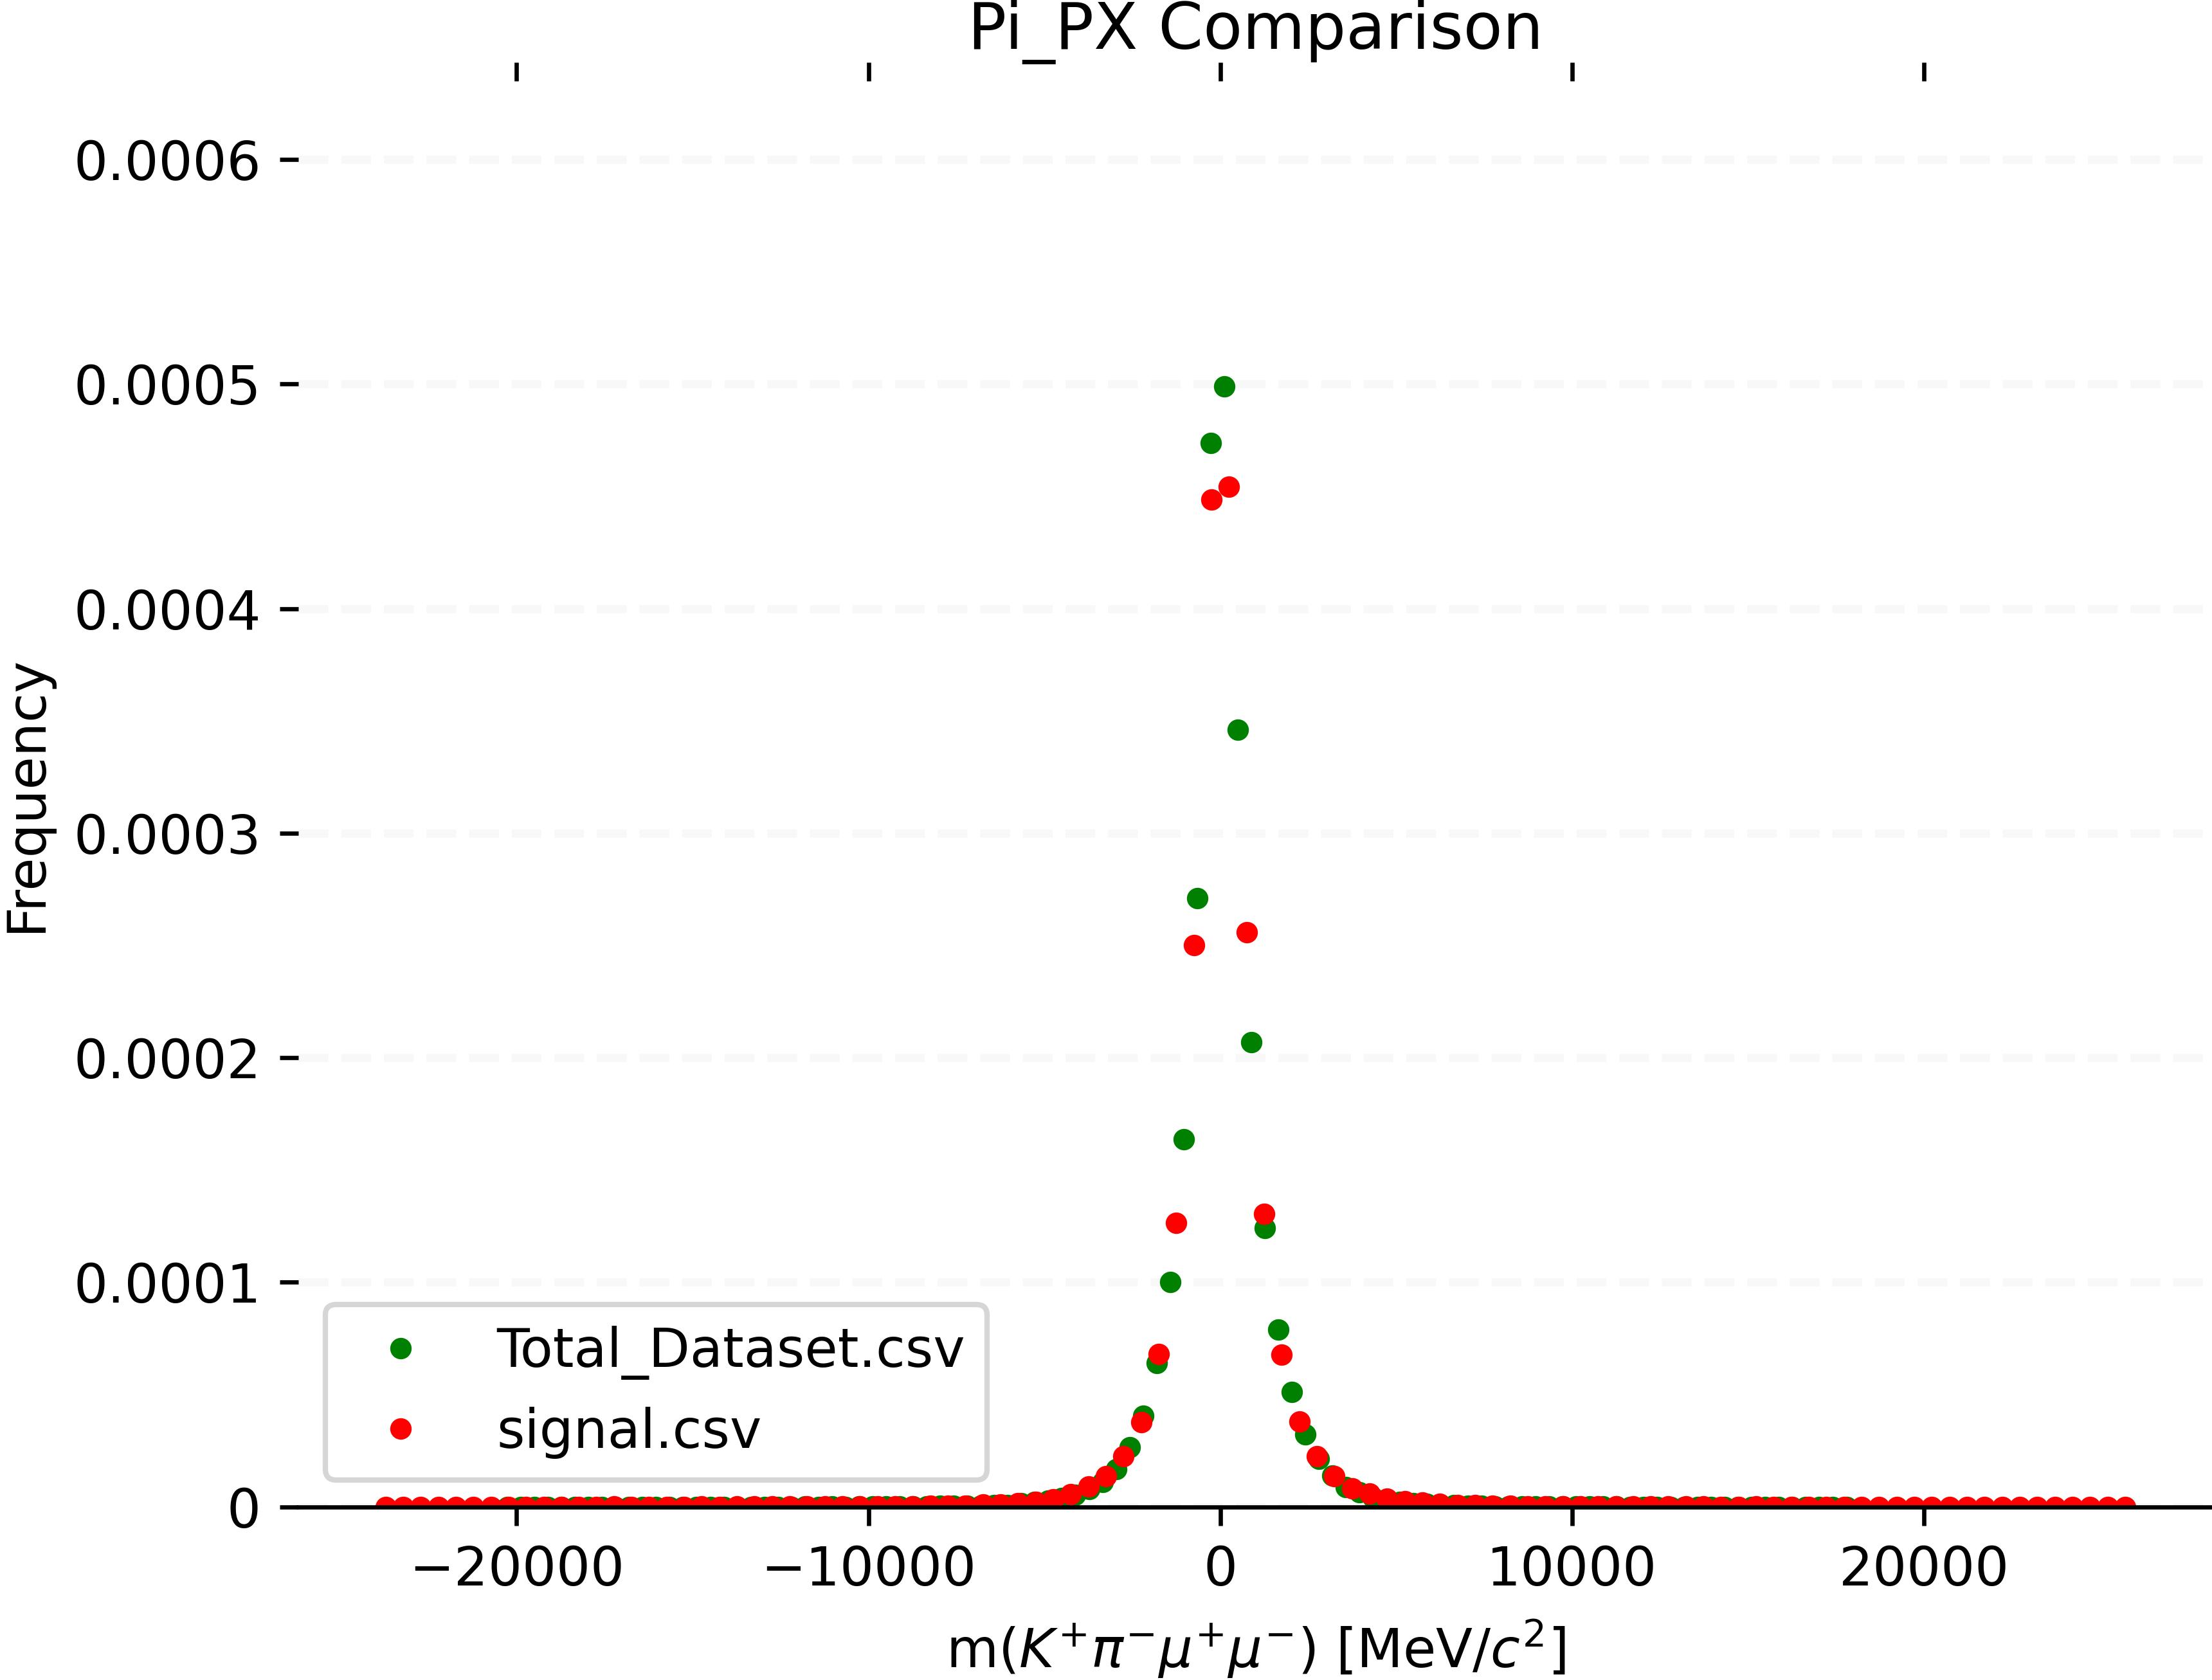 Pi_PX Comparison
0.0006
0.0005
0.0004
0.0003
0.0002
0.0001
0
Frequency
Total_Dataset.csv
signal.csv
−20000 −10000 0 10000 20000
m(K⁺π⁻μ⁺μ⁻) [MeV/c²]